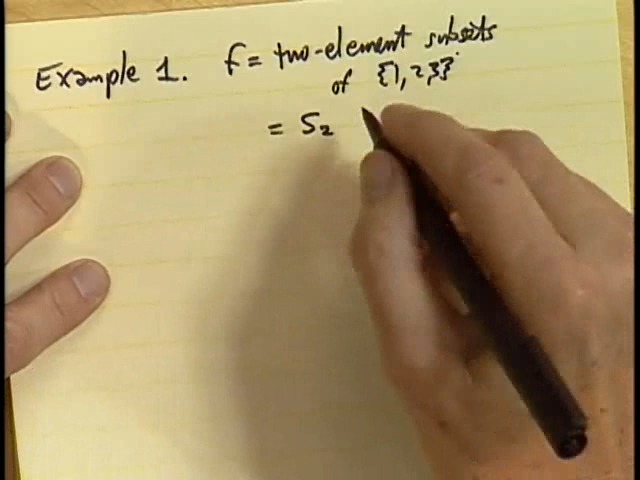 Example 1. F = two-element subsets
of {1, 2, 3}
= S₂